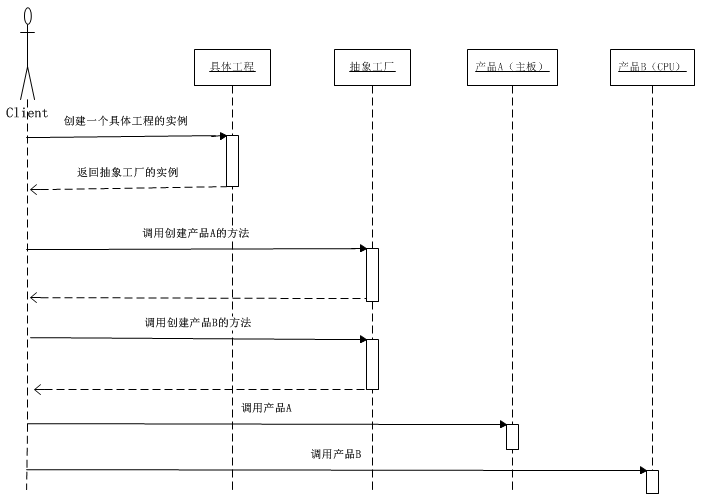 具体工程
抽象工厂
产品A（主板）
产品B（CPU）
Client
创建一个具体工程的实例
返回抽象工厂的实例
调用创建产品A的方法
调用创建产品B的方法
调用产品A
调用产品B